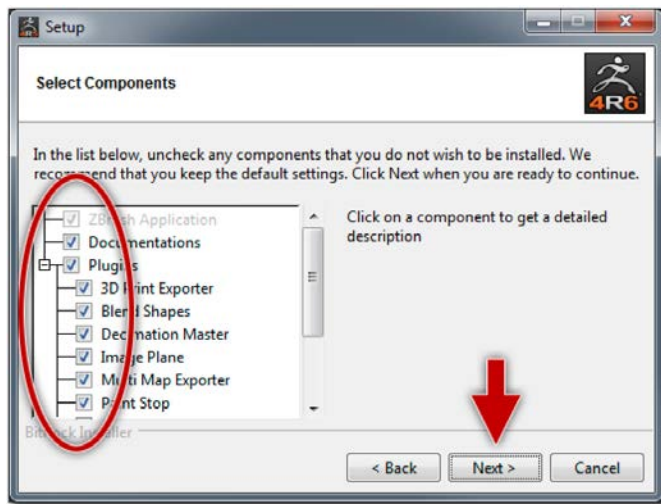 Setup
Select Components
4R6
In the list below, uncheck any components that you do not wish to be installed. We
recommend that you keep the default settings. Click Next when you are ready to continue.
ZBrush Application
Documentations
Plugins
3D Print Exporter
Blend Shapes
Decimation Master
Image Plane
Multi Map Exporter
Paint Stop
Click on a component to get a detailed
description
BitRock Installer
< Back
Next >
Cancel